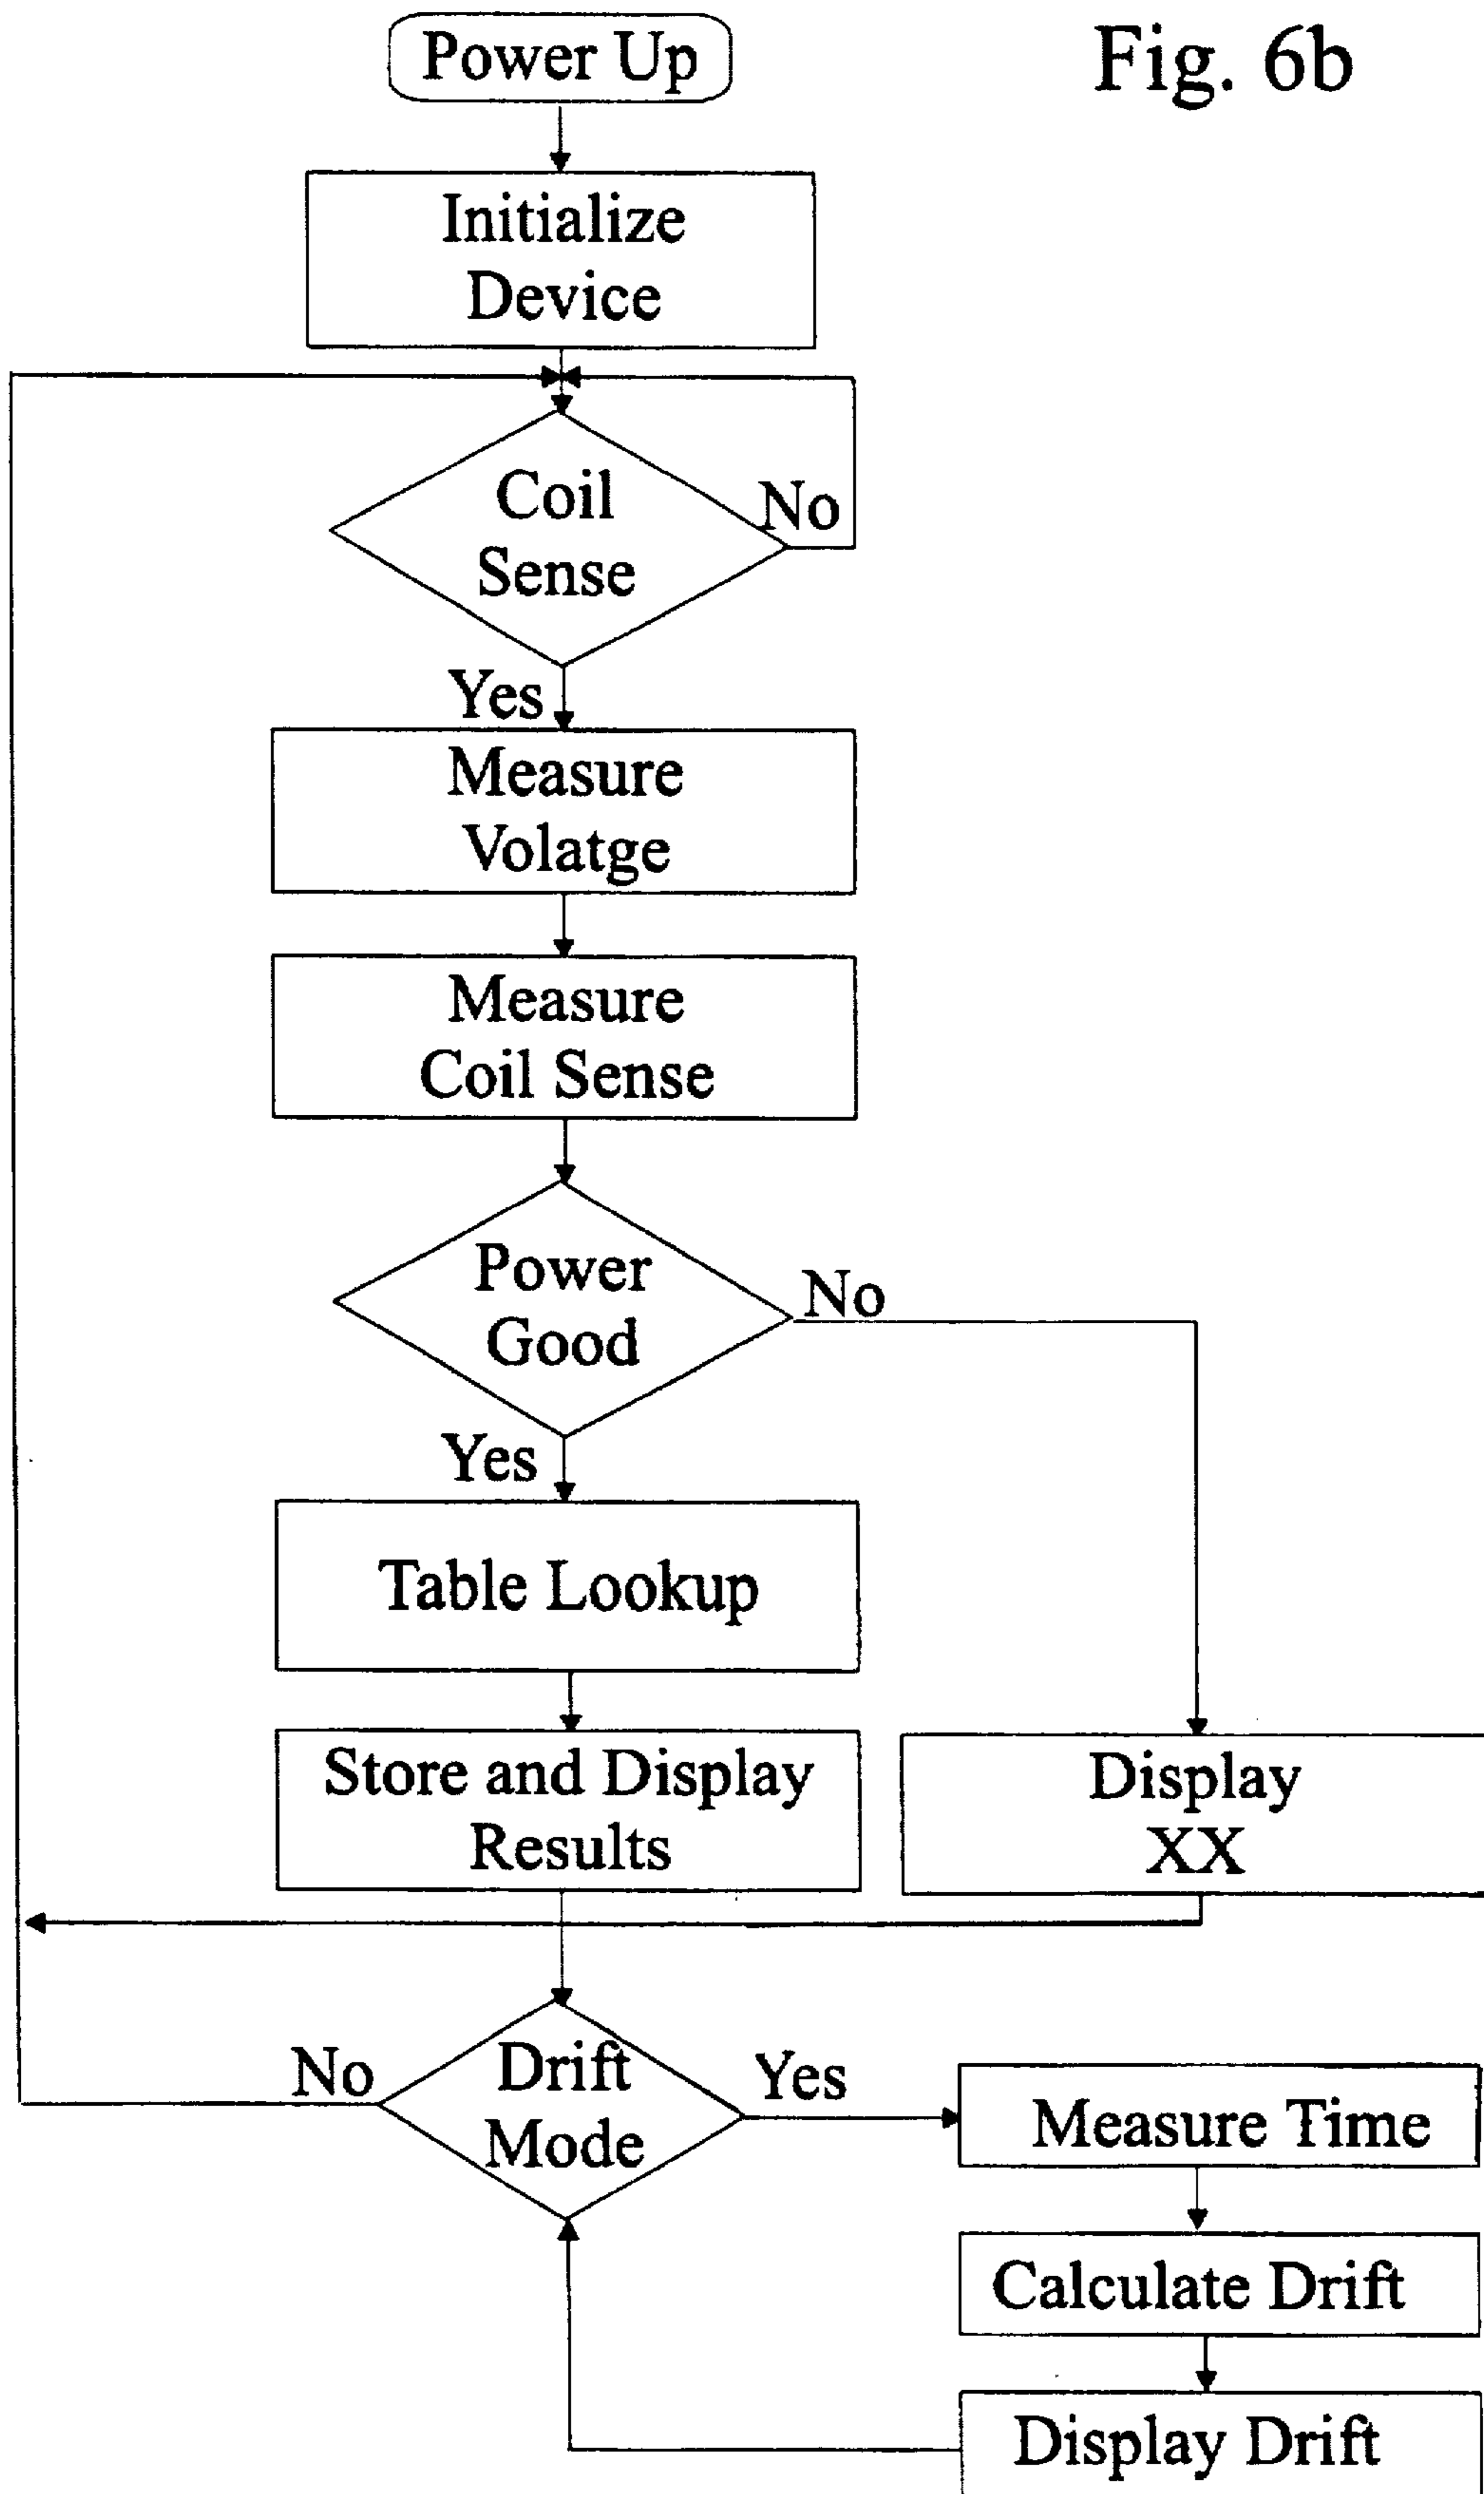 Power Up
Fig. 6b
Initialize
Device
Coil
Sense
No
Yes
Measure
Volatge
Measure
Coil Sense
Power
Good
No
Yes
Table Lookup
Store and Display
Results
Display
XX
No
Drift
Mode
Yes
Measure Time
Calculate Drift
Display Drift